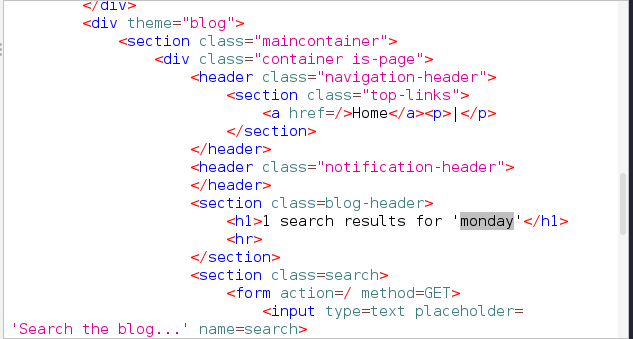 </div>
<div theme="blog">
<section class="maincontainer">
<div class="container is-page">
<header class="navigation-header">
<section class="top-links">
<a href=/>Home</a><p>|</p>
</section>
</header>
<header class="notification-header">
</header>
<section class=blog-header>
<h1>1 search results for 'monday'</h1>
<hr>
</section>
<section class=search>
<form action=/ method=GET>
<input type=text placeholder=
'Search the blog...' name=search>